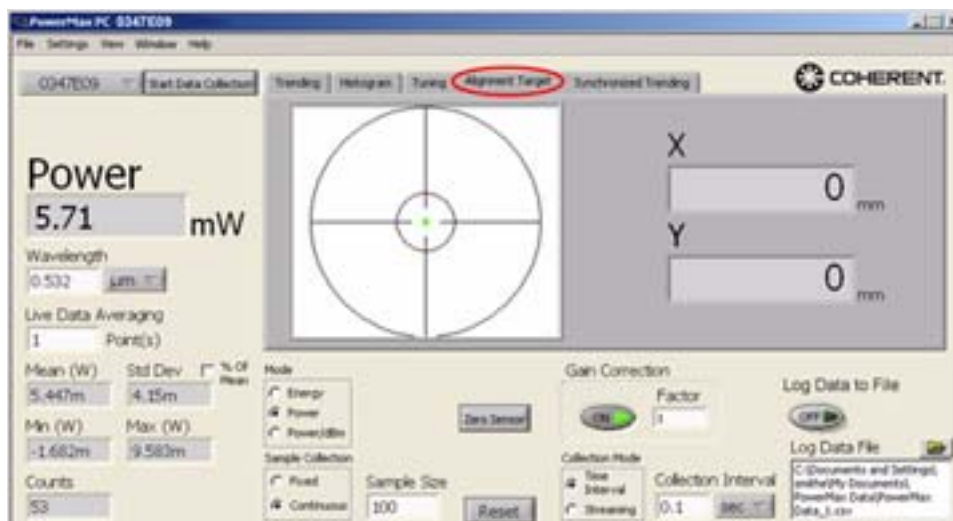 PowerMax PC 0347E09
File Settings View Window Help
0347E09 Start Data Collection
Trending Histogram Tuning Alignment Target Synchronized Trending
COHERENT
Power
5.71 mW
Wavelength
0.532 µm
Live Data Averaging
1 Point(s)
Mean (W) Std Dev % Of Mean
5.447m 4.15m
Min (W) Max (W)
-1.682m 9.583m
Counts
53
X
0 mm
Y
0 mm
Mode
Energy
Power
Power/dBm
Sample Collection
Fixed
Continuous
Sample Size
100
Zero Sensor
Reset
Gain Correction
ON
Factor
1
Collection Mode
Time Interval
Streaming
Collection Interval
0.1 sec
Log Data to File
OFF
Log Data File
C:\Documents and Settings\
smithe\My Documents\
PowerMax Data\PowerMax
Data_1.csv